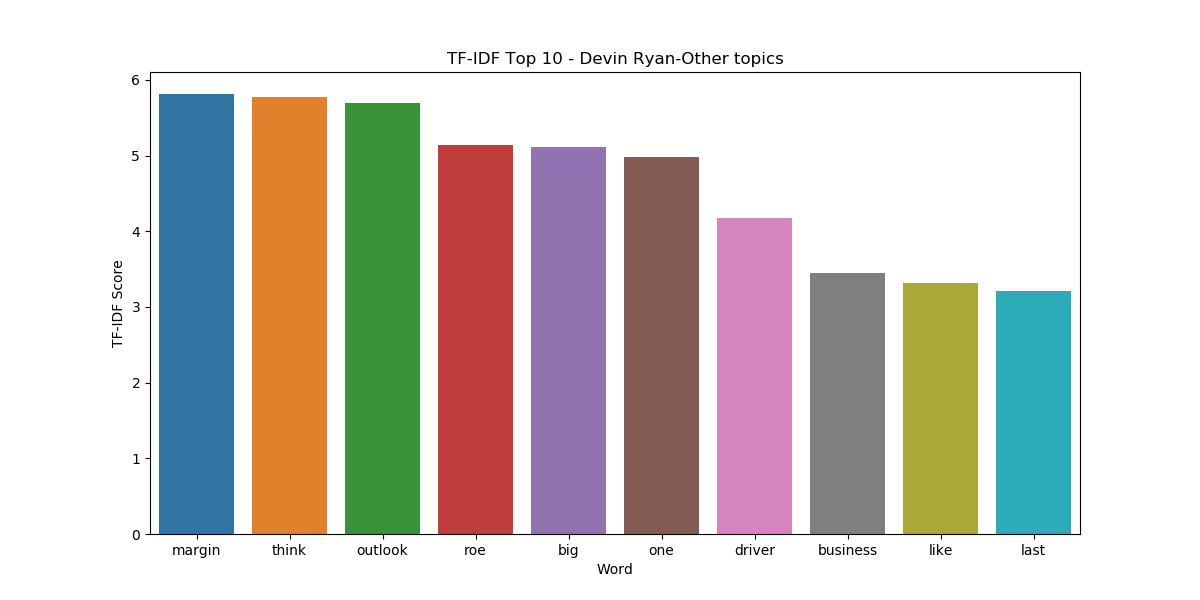 TF-IDF Top 10 - Devin Ryan-Other topics
6
5
4
3
2
1
0
TF-IDF Score
margin think outlook roe big one driver business like last
Word